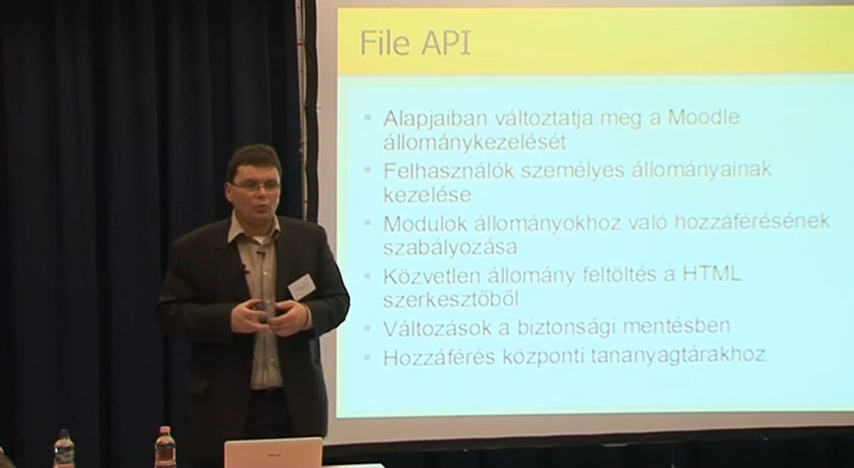 File API
Alapjaiban változtatja meg a Moodle
állománykezelését
Felhasználók személyes állományainak
kezelése
Modulok állományokhoz való hozzáférésének
szabályozása
Közvetlen állomány feltöltés a HTML
szerkesztőből
Változások a biztonsági mentésben
Hozzáférés központi tananyagtárakhoz